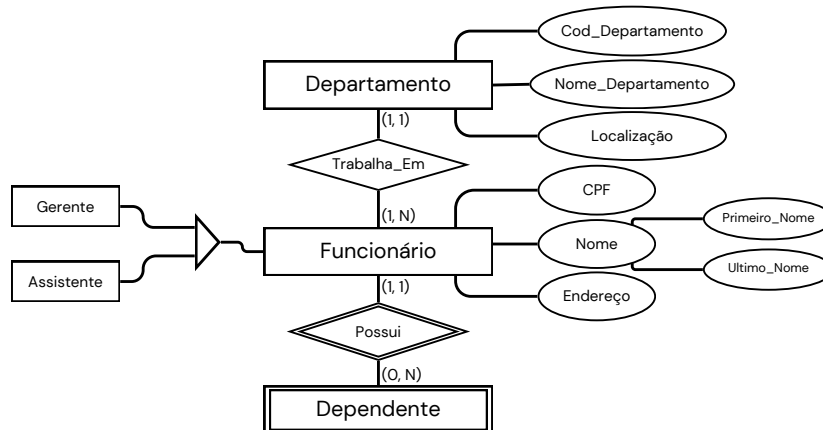 Cod_Departamento
Departamento
Nome_Departamento
(1, 1)
Localização
Trabalha_Em
CPF
Gerente
(1, N)
Primeiro_Nome
Funcionário
Nome
Ultimo_Nome
Assistente
(1, 1)
Endereço
Possui
(0, N)
Dependente